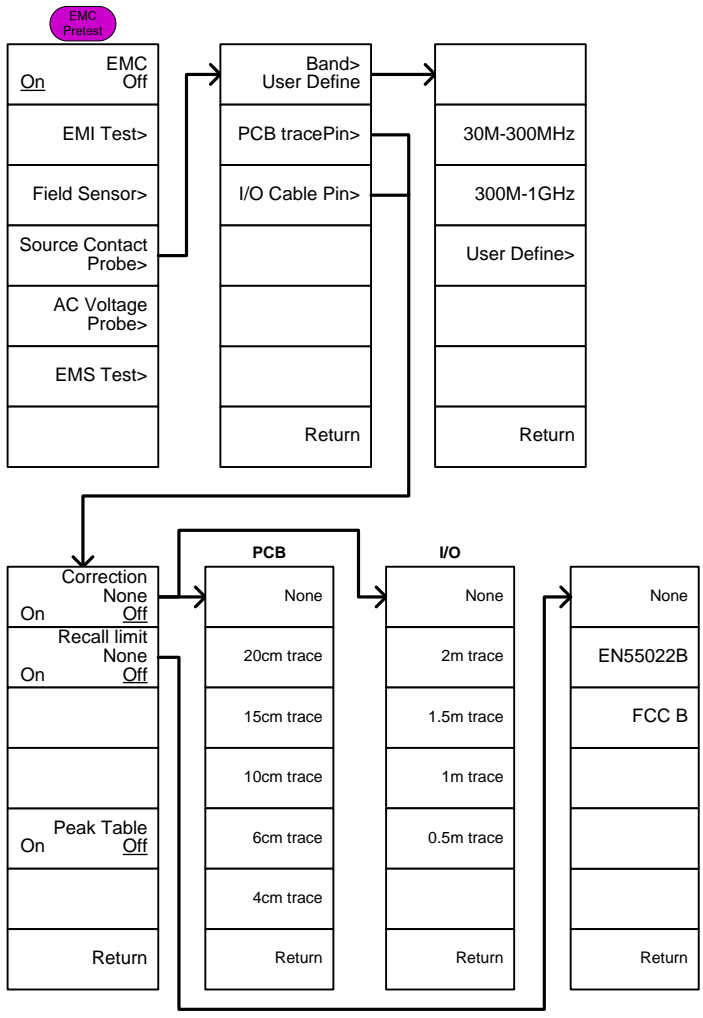 EMC
Pretest
EMC
On Off
EMI Test>
Field Sensor>
Source Contact
Probe>
AC Voltage
Probe>
EMS Test>
Band>
User Define
PCB tracePin>
I/O Cable Pin>
Return
30M-300MHz
300M-1GHz
User Define>
Return
Correction
None
On Off
Recall limit
None
On Off
Peak Table
On Off
Return
PCB
None
20cm trace
15cm trace
10cm trace
6cm trace
4cm trace
Return
I/O
None
2m trace
1.5m trace
1m trace
0.5m trace
Return
None
EN55022B
FCC B
Return